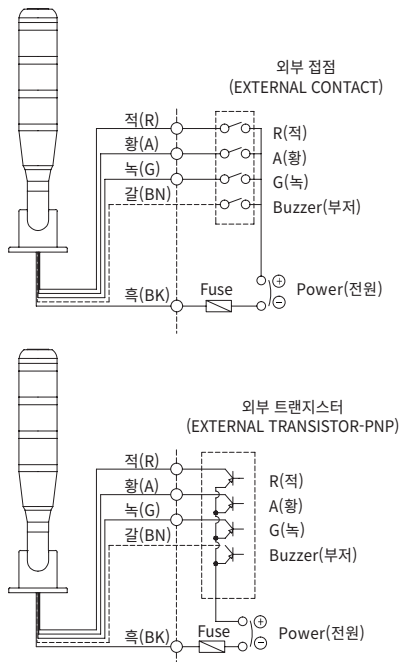 외부 접점
(EXTERNAL CONTACT)
적(R)
R(적)
황(A)
A(황)
녹(G)
G(녹)
갈(BN)
Buzzer(부저)
⊕
Power(전원)
흑(BK)
Fuse
⊖
외부 트랜지스터
(EXTERNAL TRANSISTOR-PNP)
적(R)
R(적)
황(A)
A(황)
녹(G)
G(녹)
갈(BN)
Buzzer(부저)
⊕
Power(전원)
흑(BK)
Fuse
⊖